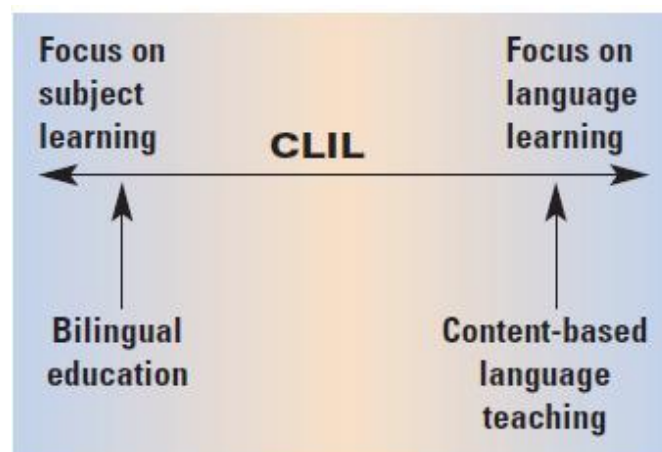 Focus on
subject
learning
Focus on
language
learning
CLIL
Bilingual
education
Content-based
language
teaching